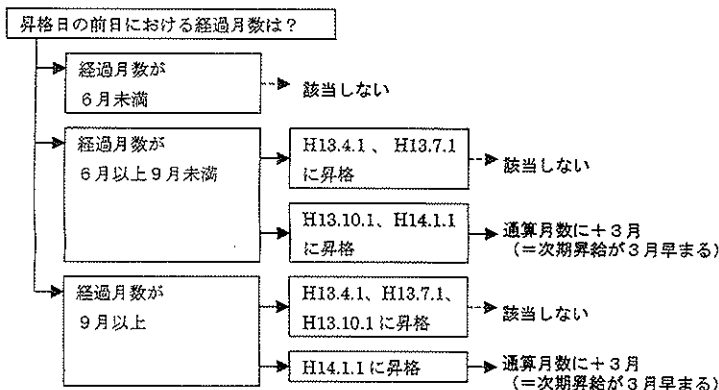 昇格日の前日における経過月数は？
経過月数が
６月未満
該当しない
経過月数が
６月以上９月未満
H13.4.1 、 H13.7.1
に昇格
該当しない
H13.10.1、H14.1.1
に昇格
通算月数に＋３月
（＝次期昇給が３月早まる）
経過月数が
９月以上
H13.4.1、H13.7.1、
H13.10.1 に昇格
該当しない
H14.1.1 に昇格
通算月数に＋３月
（＝次期昇給が３月早まる）